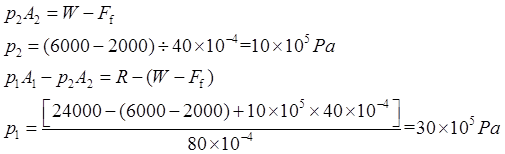 p₂A₂ = W − F_f
p₂ = (6000 − 2000) ÷ 40×10⁻⁴=10×10⁵ Pa
p₁A₁ − p₂A₂ = R − (W − F_f)
p₁ = [24000 − (6000 − 2000) + 10×10⁵ × 40×10⁻⁴] / 80×10⁻⁴ =30×10⁵ Pa